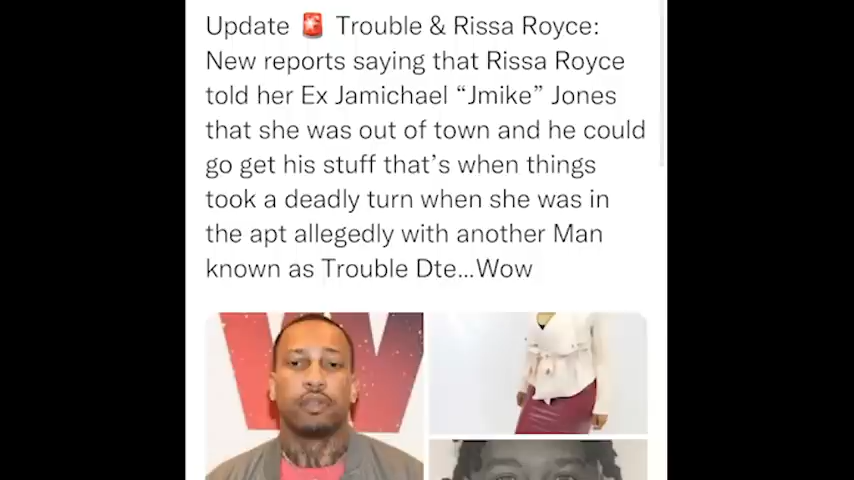 Update 🚨 Trouble & Rissa Royce:
New reports saying that Rissa Royce
told her Ex Jamichael “Jmike” Jones
that she was out of town and he could
go get his stuff that’s when things
took a deadly turn when she was in
the apt allegedly with another Man
known as Trouble Dte...Wow